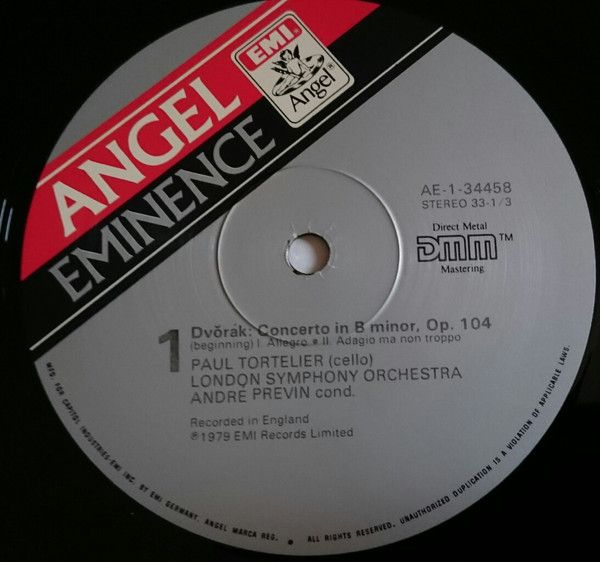 ANGEL
EMINENCE
EMI
Angel®
AE-1-34458
STEREO 33-1/3
Direct Metal
DMM™
Mastering
1
Dvořák: Concerto in B minor, Op. 104
(beginning) I. Allegro • II. Adagio ma non troppo
PAUL TORTELIER (cello)
LONDON SYMPHONY ORCHESTRA
ANDRE PREVIN cond.
Recorded in England
℗1979 EMI Records Limited
MFG. FOR CAPITOL INDUSTRIES-EMI INC. BY EMI GERMANY. ANGEL MARCA REG. • ALL RIGHTS RESERVED. UNAUTHORIZED DUPLICATION IS A VIOLATION OF APPLICABLE LAWS.